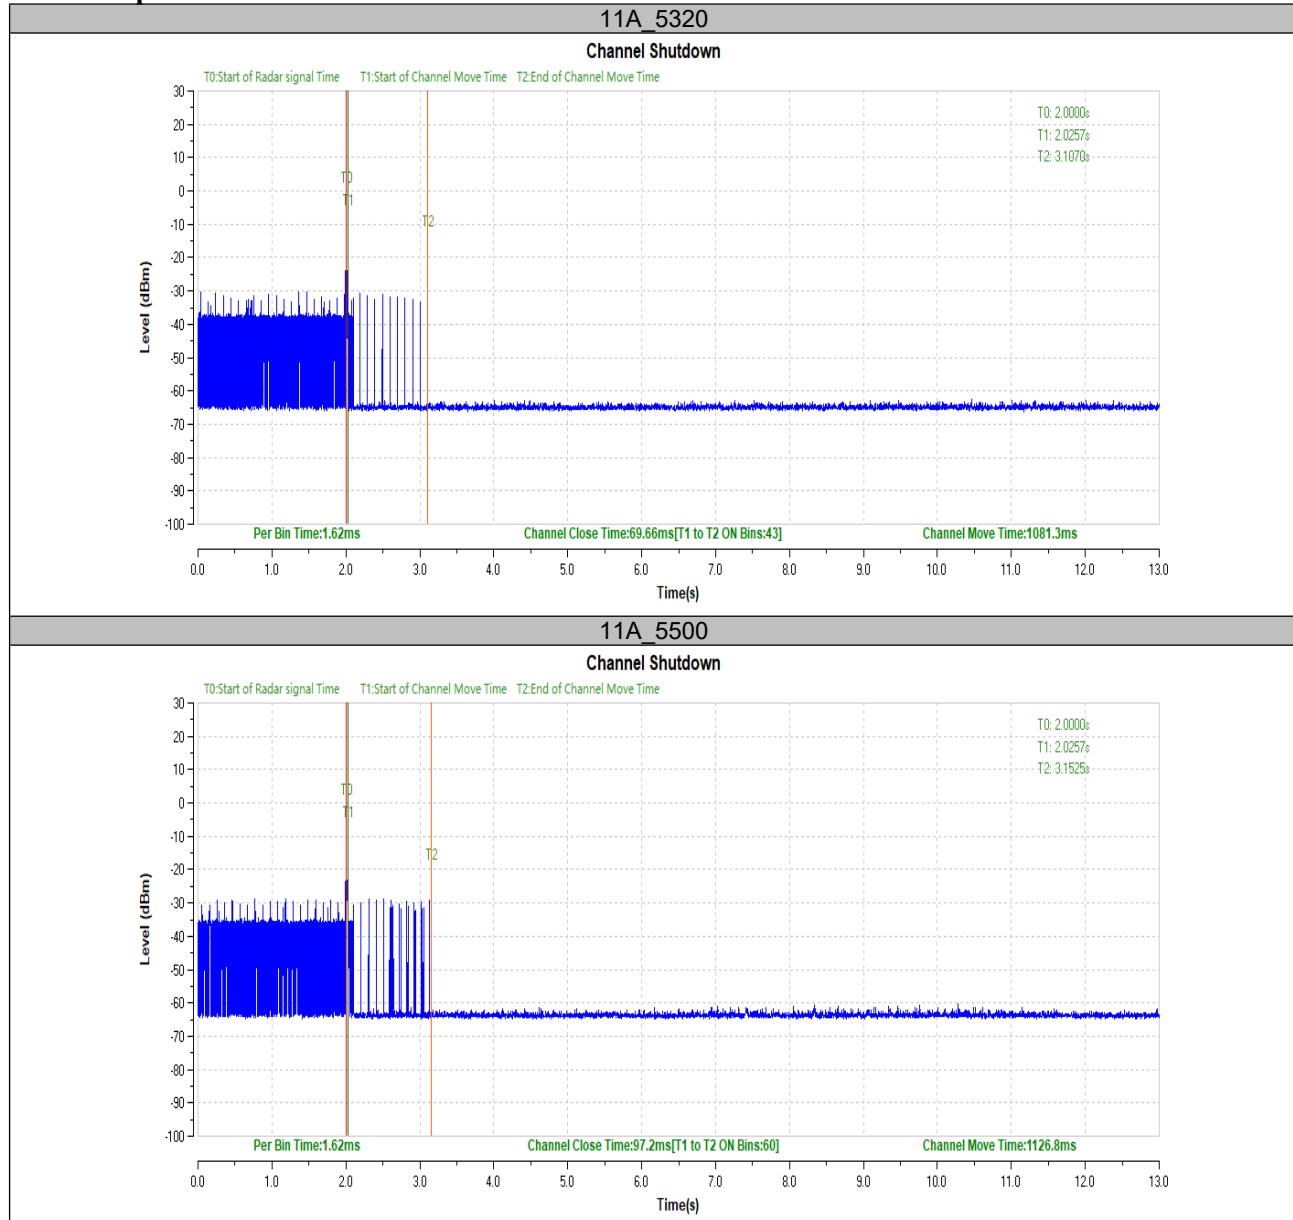 11A_5320
Channel Shutdown
T0:Start of Radar signal Time T1:Start of Channel Move Time T2:End of Channel Move Time
30
20
10
0
-10
-20
-30
-40
-50
-60
-70
-80
-90
-100
Level (dBm)
T0: 2.0000s
T1: 2.0257s
T2: 3.1070s
T0
T1
T2
Per Bin Time:1.62ms Channel Close Time:69.66ms[T1 to T2 ON Bins:43] Channel Move Time:1081.3ms
0.0 1.0 2.0 3.0 4.0 5.0 6.0 7.0 8.0 9.0 10.0 11.0 12.0 13.0
Time(s)
11A_5500
Channel Shutdown
T0:Start of Radar signal Time T1:Start of Channel Move Time T2:End of Channel Move Time
30
20
10
0
-10
-20
-30
-40
-50
-60
-70
-80
-90
-100
Level (dBm)
T0: 2.0000s
T1: 2.0257s
T2: 3.1525s
T0
T1
T2
Per Bin Time:1.62ms Channel Close Time:97.2ms[T1 to T2 ON Bins:60] Channel Move Time:1126.8ms
0.0 1.0 2.0 3.0 4.0 5.0 6.0 7.0 8.0 9.0 10.0 11.0 12.0 13.0
Time(s)